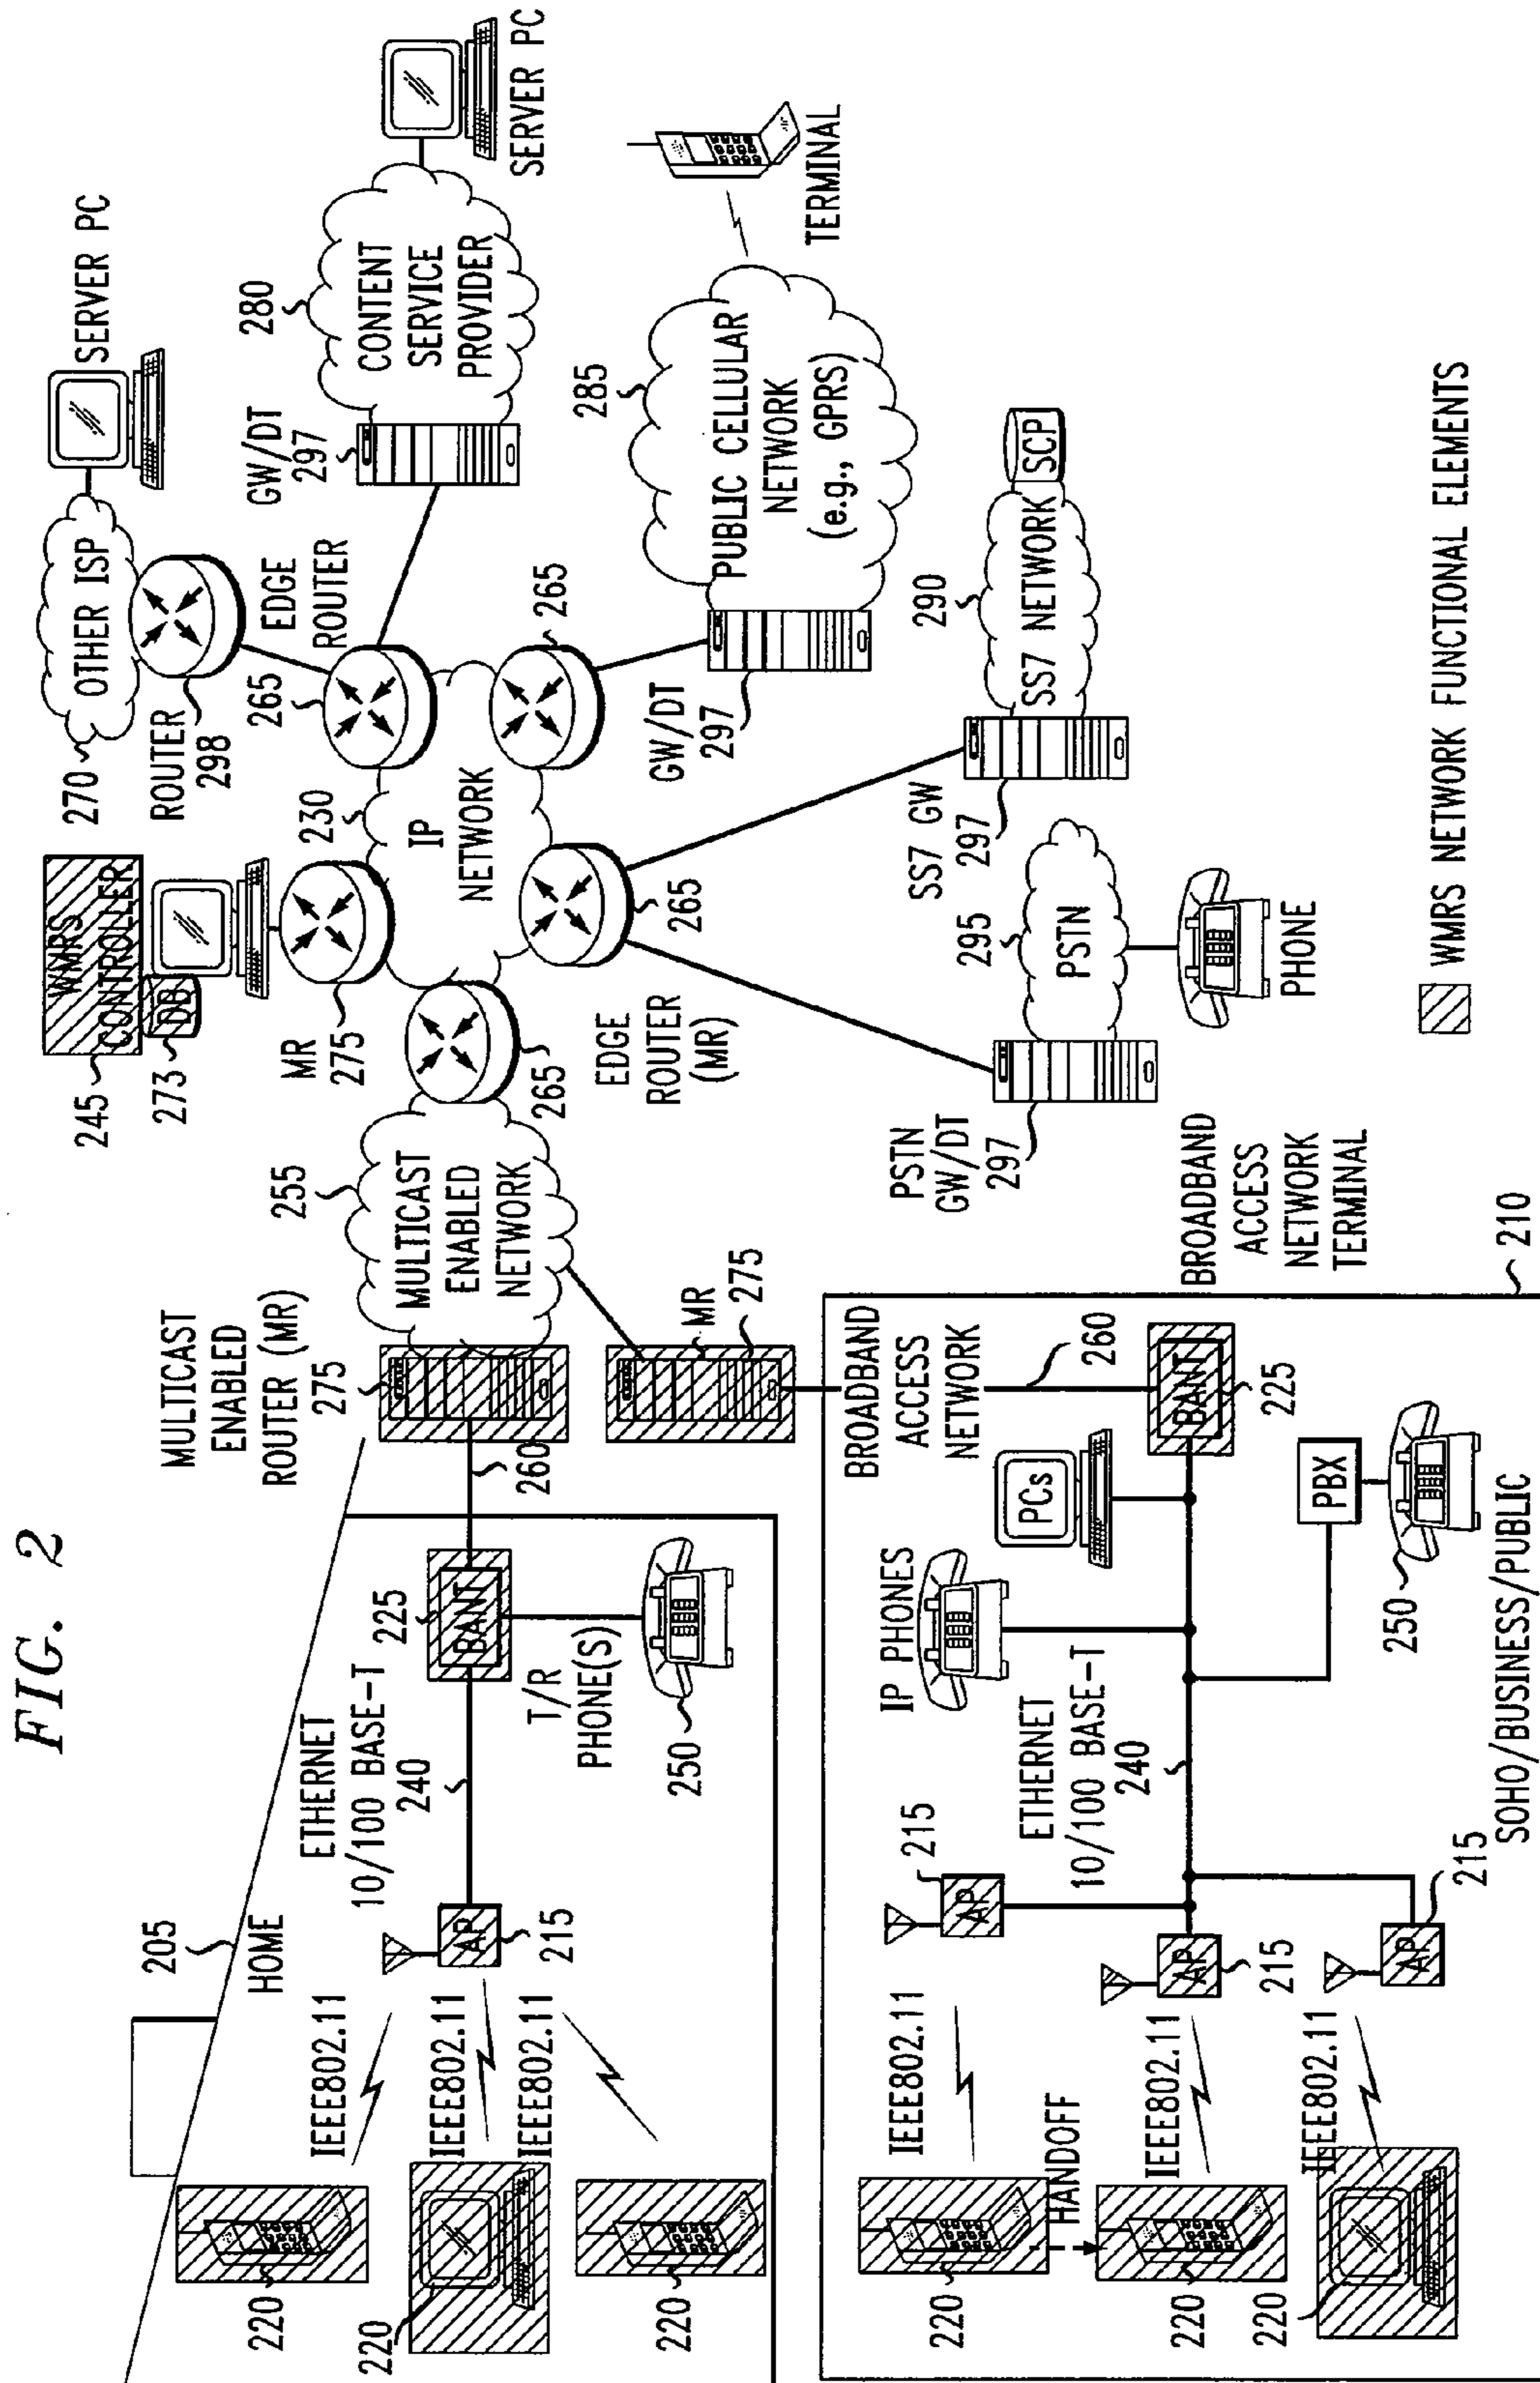 FIG. 2
205
HOME
220
IEEE802.11
220
IEEE802.11
220
IEEE802.11
AP
215
ETHERNET
10/100 BASE-T
240
225
BANT
T/R
PHONE(S)
250
260
MULTICAST
ENABLED
ROUTER (MR)
275
MR
275
255
MULTICAST
ENABLED
NETWORK
265
245
WMRS
CONTROLLER
273
DB
MR
275
230
IP
NETWORK
270
OTHER ISP
SERVER PC
ROUTER
298
265
EDGE
ROUTER
GW/DT
297
280
CONTENT
SERVICE
PROVIDER
SERVER PC
265
GW/DT
297
285
PUBLIC CELLULAR
NETWORK
(e.g., GPRS)
TERMINAL
265
EDGE
ROUTER
(MR)
SS7 GW
297
290
SS7 NETWORK
SCP
PSTN
GW/DT
297
295
PSTN
PHONE
BROADBAND
ACCESS
NETWORK
TERMINAL
210
BROADBAND
ACCESS
NETWORK
260
BANT
225
PCs
IP PHONES
PBX
250
ETHERNET
10/100 BASE-T
240
215
AP
AP
215
AP
215
IEEE802.11
220
HANDOFF
IEEE802.11
220
IEEE802.11
220
SOHO/BUSINESS/PUBLIC
WMRS NETWORK FUNCTIONAL ELEMENTS